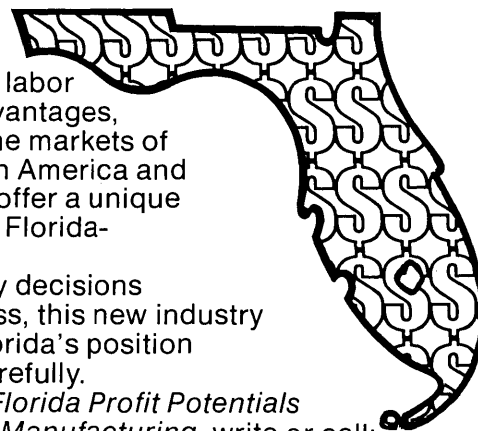 labor
vantages,
he markets of
n America and
offer a unique
Florida-
y decisions
ss, this new industry
orida's position
refully.
Florida Profit Potentials
Manufacturing, write or call: